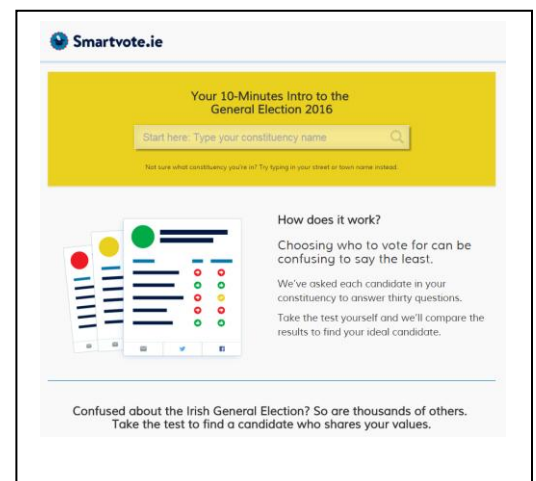 Smartvote.ie
Your 10-Minutes Intro to the
General Election 2016
Start here: Type your constituency name
Not sure what constituency you're in? Try typing in your street or town name instead.
How does it work?
Choosing who to vote for can be
confusing to say the least.
We've asked each candidate in your
constituency to answer thirty questions.
Take the test yourself and we'll compare the
results to find your ideal candidate.
Confused about the Irish General Election? So are thousands of others.
Take the test to find a candidate who shares your values.